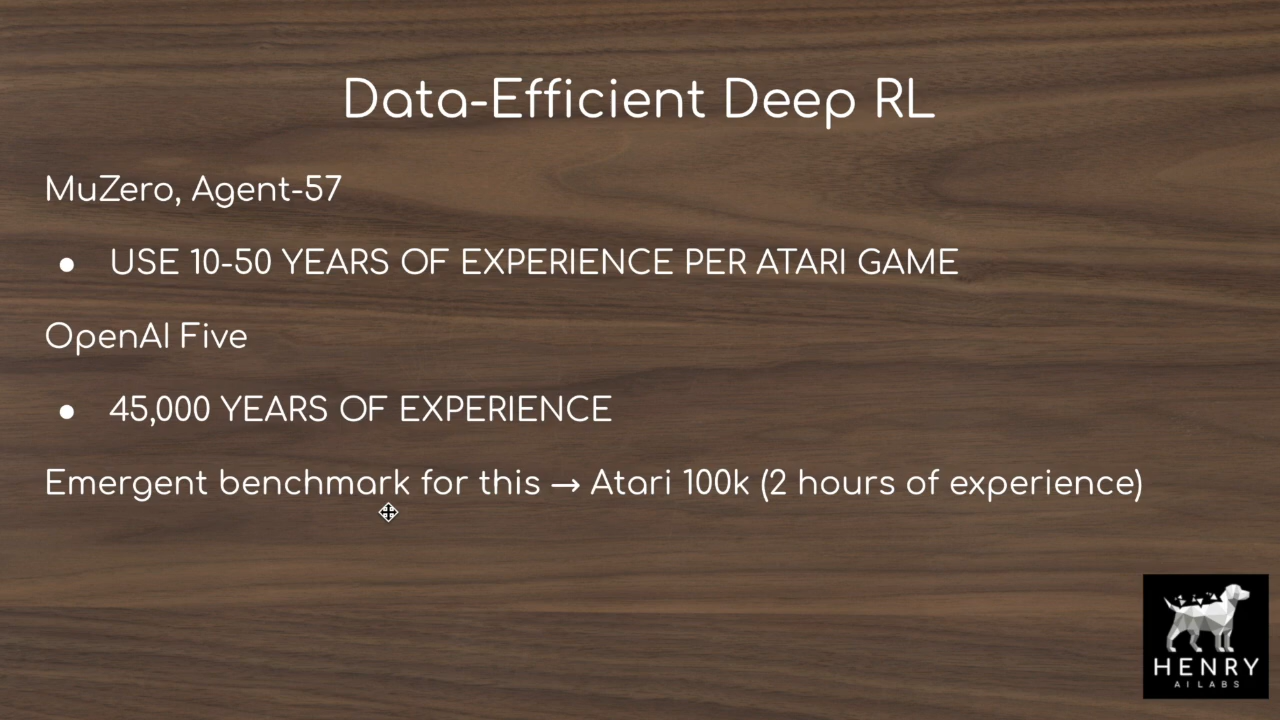 Data-Efficient Deep RL
MuZero, Agent-57
● USE 10-50 YEARS OF EXPERIENCE PER ATARI GAME
OpenAI Five
● 45,000 YEARS OF EXPERIENCE
Emergent benchmark for this → Atari 100k (2 hours of experience)
HENRY
AI LABS